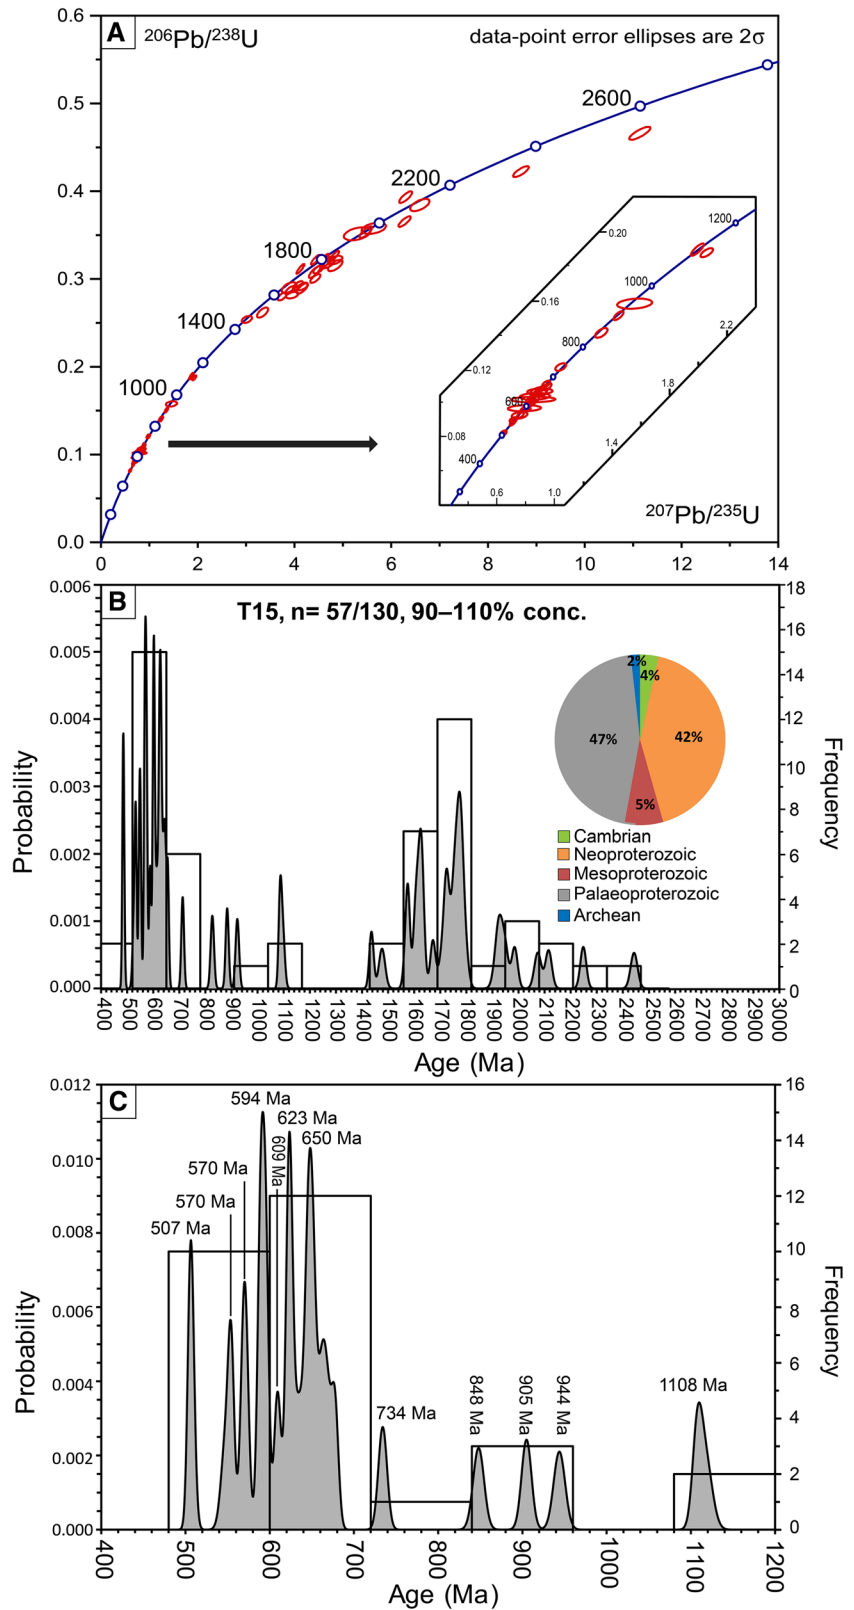 A
206Pb/238U
data-point error ellipses are 2σ
0.6
0.5
0.4
0.3
0.2
0.1
0.0
2600
2200
1800
1400
1000
1200
1000
800
600
400
0.20
0.16
0.12
0.08
0.6
1.0
1.4
1.8
2.2
207Pb/235U
0 2 4 6 8 10 12 14
B
T15, n= 57/130, 90–110% conc.
0.006
0.005
0.004
0.003
0.002
0.001
0.000
Probability
18
16
14
12
10
8
6
4
2
0
Frequency
2%
4%
47%
42%
5%
Cambrian
Neoproterozoic
Mesoproterozoic
Palaeoproterozoic
Archean
400 500 600 700 800 900 1000 1100 1200 1300 1400 1500 1600 1700 1800 1900 2000 2100 2200 2300 2400 2500 2600 2700 2800 2900 3000
Age (Ma)
C
0.012
0.010
0.008
0.006
0.004
0.002
0.000
Probability
16
14
12
10
8
6
4
2
0
Frequency
594 Ma
623 Ma
650 Ma
609 Ma
570 Ma
570 Ma
507 Ma
734 Ma
848 Ma
905 Ma
944 Ma
1108 Ma
400 500 600 700 800 900 1000 1100 1200
Age (Ma)